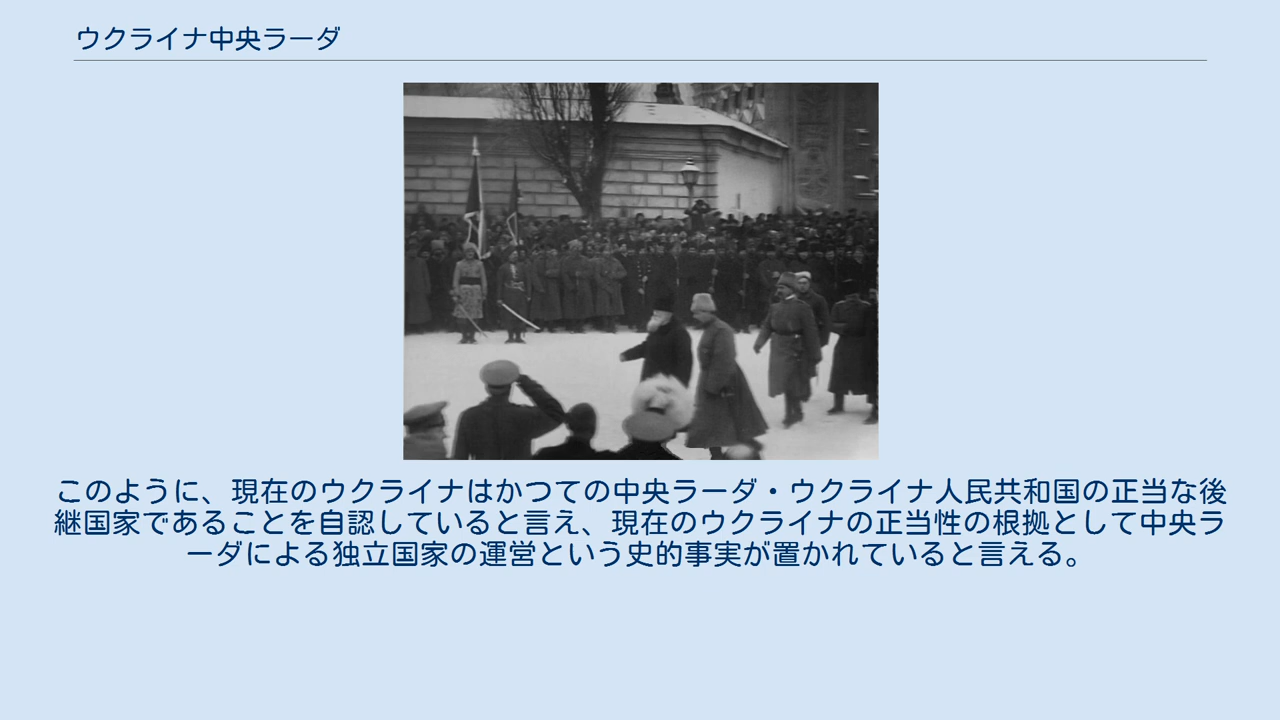 ウクライナ中央ラーダ
このように、現在のウクライナはかつての中央ラーダ・ウクライナ人民共和国の正当な後
継国家であることを自認していると言え、現在のウクライナの正当性の根拠として中央ラ
ーダによる独立国家の運営という史的事実が置かれていると言える。